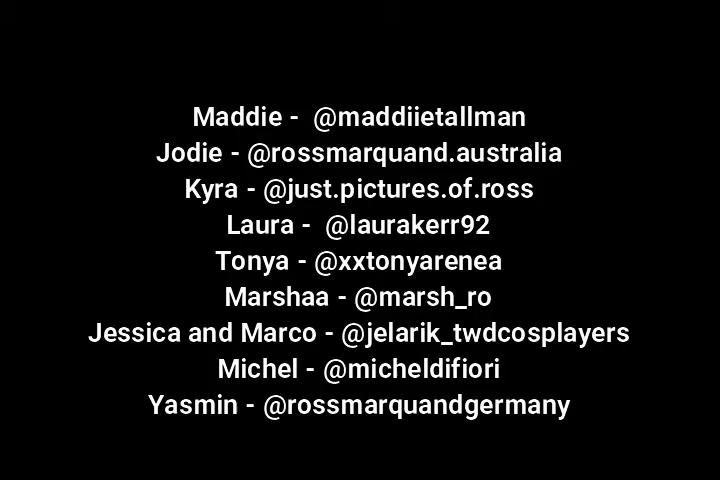 Maddie -  @maddiietallman
Jodie - @rossmarquand.australia
Kyra - @just.pictures.of.ross
Laura -  @laurakerr92
Tonya - @xxtonyarenea
Marshaa - @marsh_ro
Jessica and Marco - @jelarik_twdcosplayers
Michel - @micheldifiori
Yasmin - @rossmarquandgermany